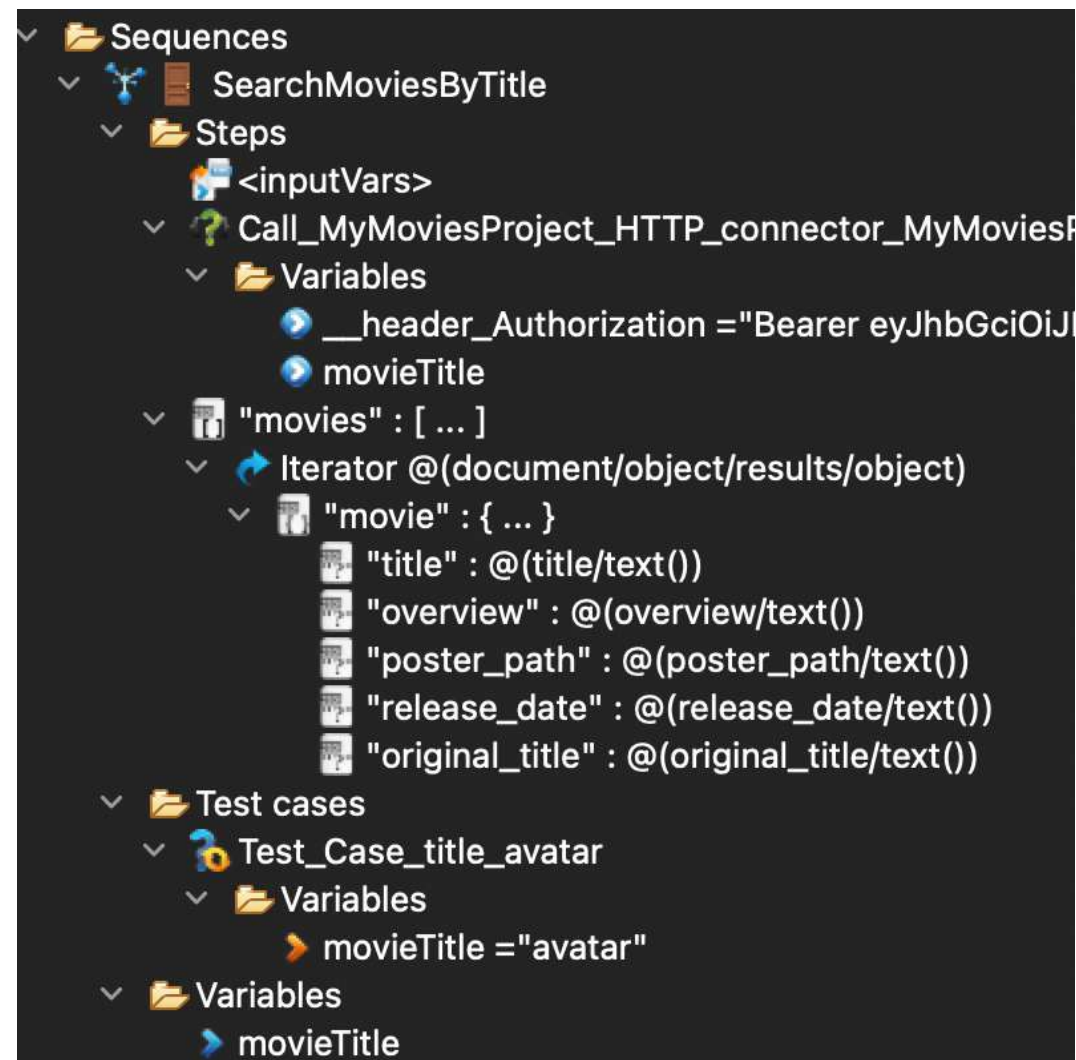 Sequences
SearchMoviesByTitle
Steps
<inputVars>
Call_MyMoviesProject_HTTP_connector_MyMoviesP
Variables
__header_Authorization ="Bearer eyJhbGciOiJ
movieTitle
"movies" : [ ... ]
Iterator @(document/object/results/object)
"movie" : { ... }
"title" : @(title/text())
"overview" : @(overview/text())
"poster_path" : @(poster_path/text())
"release_date" : @(release_date/text())
"original_title" : @(original_title/text())
Test cases
Test_Case_title_avatar
Variables
movieTitle ="avatar"
Variables
movieTitle